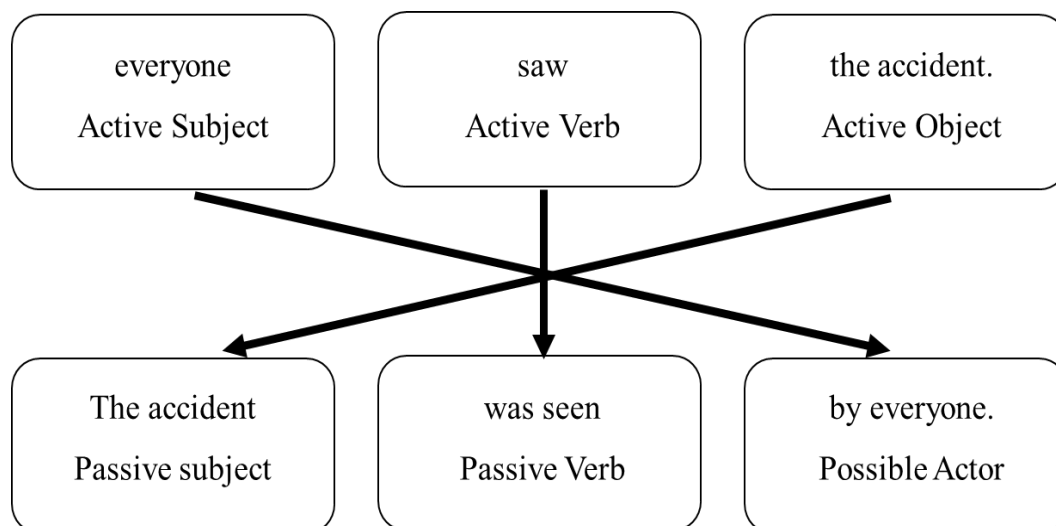 everyone
Active Subject
saw
Active Verb
the accident.
Active Object
The accident
Passive subject
was seen
Passive Verb
by everyone.
Possible Actor